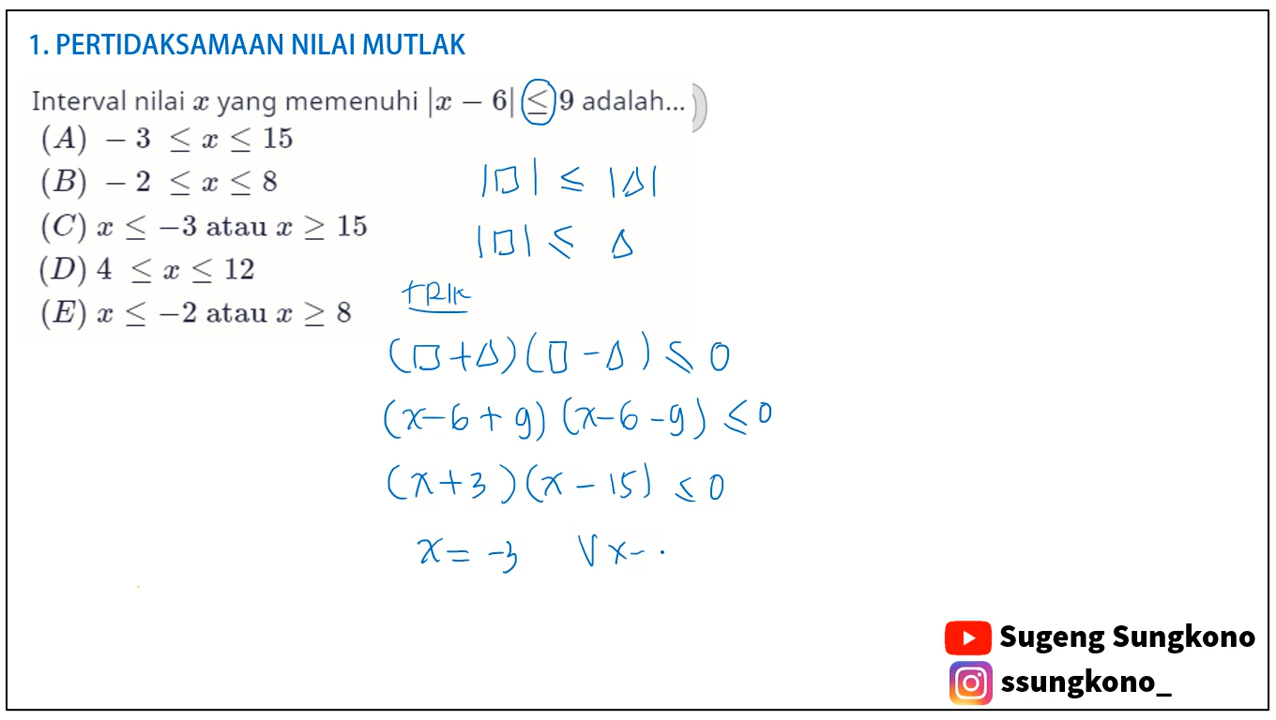 1. PERTIDAKSAMAAN NILAI MUTLAK
Interval nilai x yang memenuhi |x − 6| ≤ 9 adalah...
(A) − 3 ≤ x ≤ 15
(B) − 2 ≤ x ≤ 8
(C) x ≤ −3 atau x ≥ 15
(D) 4 ≤ x ≤ 12
(E) x ≤ −2 atau x ≥ 8
|□| ≤ |△|
|□| ≤ △
TRIK
(□ + △)(□ − △) ≤ 0
(x − 6 + 9)(x − 6 − 9) ≤ 0
(x + 3)(x − 15) ≤ 0
x = −3 V x −
Sugeng Sungkono
ssungkono_